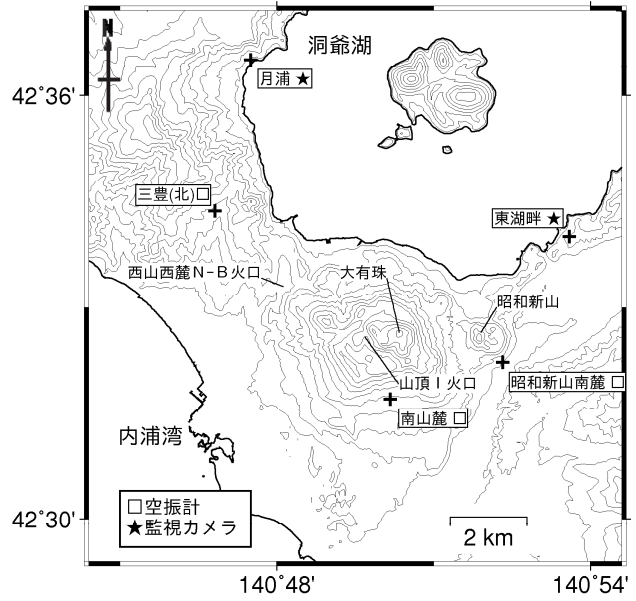 N
洞爺湖
月浦 ★
42˚36'
三豊(北)□
東湖畔 ★
西山西麓N-B火口
大有珠
昭和新山
山頂 I 火口
昭和新山南麓 □
南山麓 □
内浦湾
□空振計
★監視カメラ
42˚30'
2 km
140˚48'
140˚54'